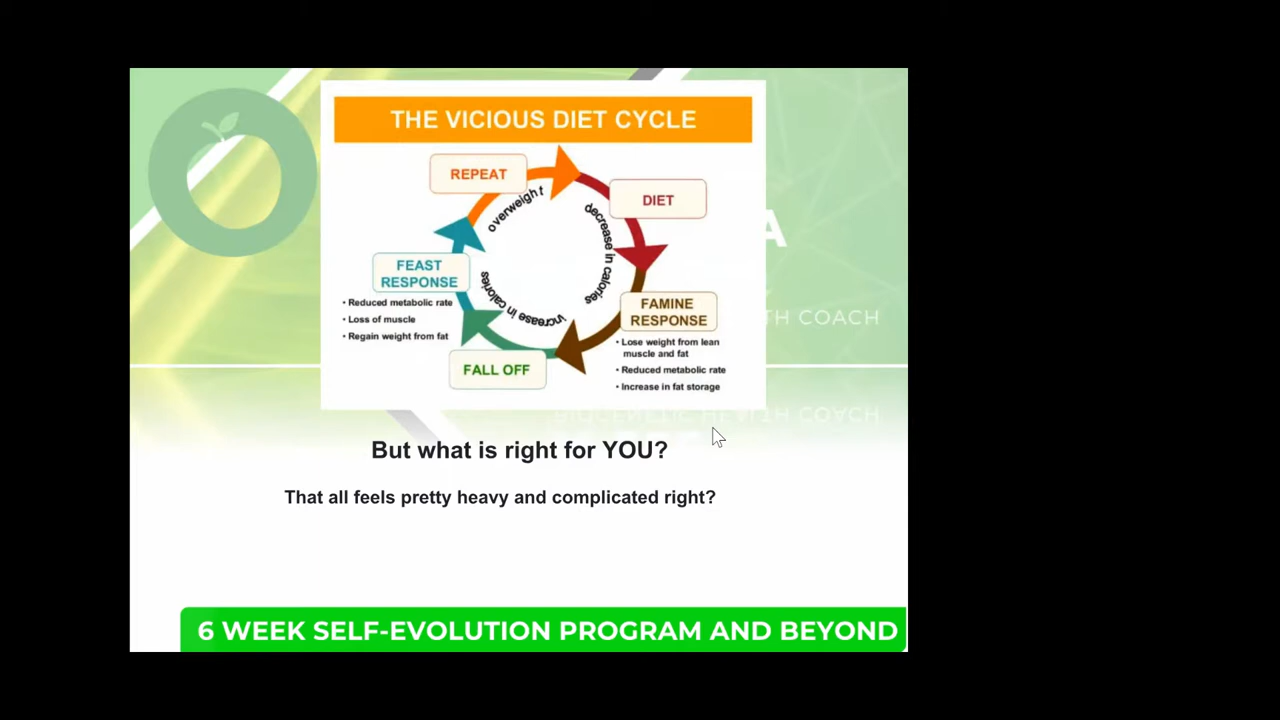 THE VICIOUS DIET CYCLE
REPEAT
overweight
DIET
decrease in calories
A
FEAST
RESPONSE
• Reduced metabolic rate
• Loss of muscle
• Regain weight from fat
increase in calories
FAMINE
RESPONSE
• Lose weight from lean
muscle and fat
• Reduced metabolic rate
• Increase in fat storage
TH COACH
FALL OFF
HEALTH COACH
But what is right for YOU?
That all feels pretty heavy and complicated right?
6 WEEK SELF-EVOLUTION PROGRAM AND BEYOND